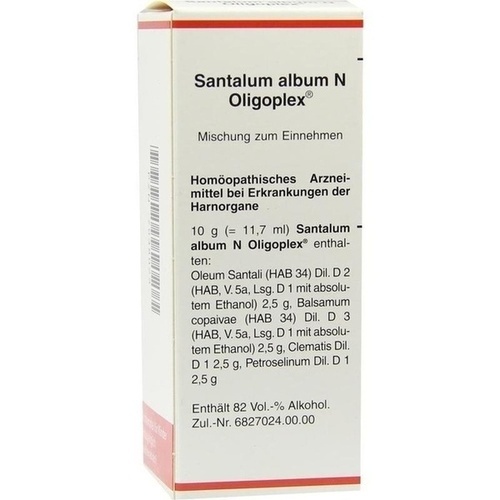 Santalum album N
Oligoplex®
Mischung zum Einnehmen
Homöopathisches Arznei-
mittel bei Erkrankungen der
Harnorgane
10 g (= 11,7 ml) Santalum
album N Oligoplex® enthal-
ten:
Oleum Santali (HAB 34) Dil. D 2
(HAB, V. 5a, Lsg. D 1 mit absolu-
tem Ethanol) 2,5 g, Balsamum
copaivae (HAB 34) Dil. D 3
(HAB, V. 5a, Lsg. D 1 mit absolu-
tem Ethanol) 2,5 g, Clematis Dil.
D 1 2,5 g, Petroselinum Dil. D 1
2,5 g
Enthält 82 Vol.-% Alkohol.
Zul.-Nr. 6827024.00.00